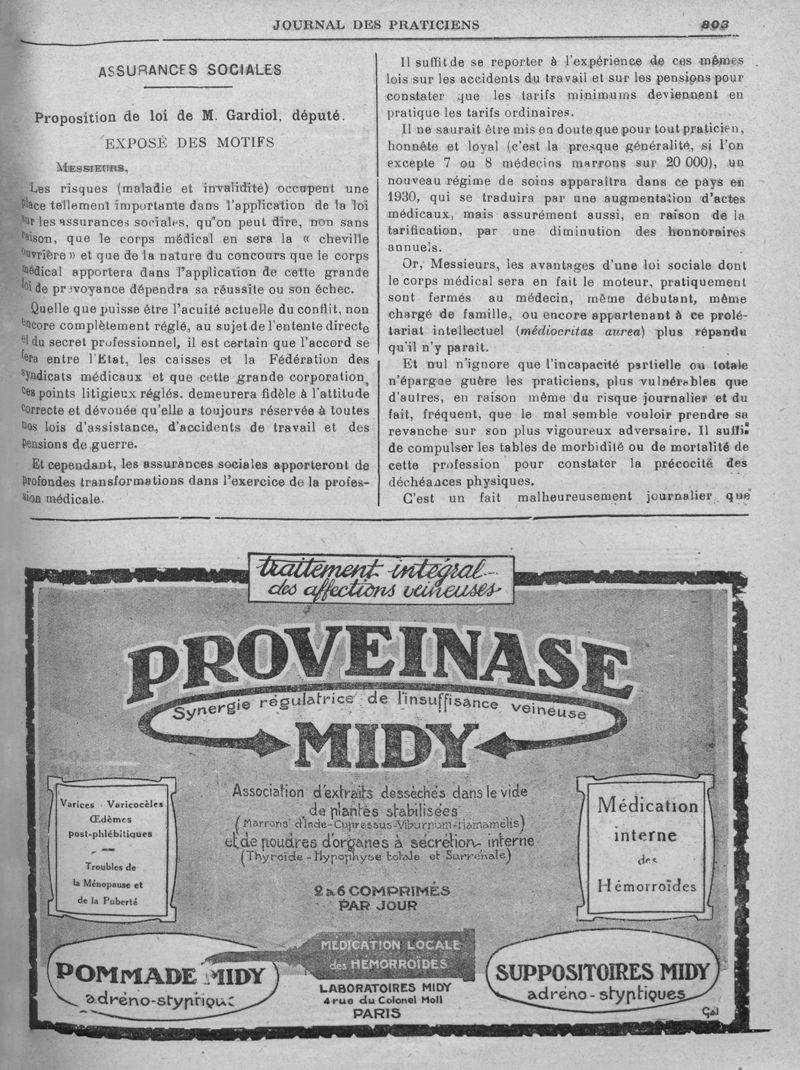 JOURNAL DES PRATICIENS
803
ASSURANCES SOCIALES
Proposition de loi de M. Gardiol, député.
EXPOSÉ DES MOTIFS
MESSIEURS,
Les risques (maladie et invalidité) occupent une
place tellement importante dans l'application de la loi
sur les assurances sociales, qu'on peut dire, non sans
raison, que le corps médical en sera la « cheville
ouvrière » et que de la nature du concours que le corps
médical apportera dans l'application de cette grande
loi de prévoyance dépendra sa réussite ou son échec.
Quelle que puisse être l'acuité actuelle du conflit, non
encore complètement réglé, au sujet de l'entente directe
et du secret professionnel, il est certain que l'accord se
fera entre l'État, les caisses et la Fédération des
syndicats médicaux et que cette grande corporation,
ces points litigieux réglés. demeurera fidèle à l'attitude
correcte et dévouée qu'elle a toujours réservée à toutes
nos lois d'assistance, d'accidents de travail et des
pensions de guerre.
Et cependant, les assurances sociales apporteront de
profondes transformations dans l'exercice de la profes-
sion médicale.
Il suffit de se reporter à l'expérience de ces mêmes
lois sur les accidents du travail et sur les pensions pour
constater que les tarifs minimums deviennent en
pratique les tarifs ordinaires.
Il ne saurait être mis en doute que pour tout praticien,
honnête et loyal (c'est la presque généralité, si l'on
excepte 7 ou 8 médecins marrons sur 20 000), un
nouveau régime de soins apparaîtra dans ce pays en
1930, qui se traduira par une augmentation d'actes
médicaux, mais assurément aussi, en raison de la
tarification, par une diminution des honnoraires
annuels.
Or, Messieurs, les avantages d'une loi sociale dont
le corps médical sera en fait le moteur, pratiquement
sont fermés au médecin, même débutant, même
chargé de famille, ou encore appartenant à ce prolé-
tariat intellectuel (médiocritas aurea) plus répandu
qu'il n'y paraît.
Et nul n'ignore que l'incapacité partielle ou totale
n'épargne guère les praticiens, plus vulnérables que
d'autres, en raison même du risque journalier et du
fait, fréquent, que le mal semble vouloir prendre sa
revanche sur son plus vigoureux adversaire. Il suffit
de compulser les tables de morbidité ou de mortalité de
cette profession pour constater la précocité des
déchéances physiques.
C'est un fait malheureusement journalier que
traitement intégral
des affections veineuses
PROVEINASE
Synergie régulatrice de l'insuffisance veineuse
MIDY
Varices - Varicocèles
Œdèmes
post-phlébitiques
Troubles de
la Ménopause et
de la Puberté
Association d'extraits desséchés dans le vide
de plantes stabilisées
(Marrons d'Inde-Cupressus-Viburnum-Hamamelis)
et de poudres d'organes à sécrétion interne
(Thyroïde - Hypophyse totale et Surrénale)
2 à 6 COMPRIMÉS
PAR JOUR
Médication
interne
des
Hémorroïdes
POMMADE MIDY
adréno-styptique
MÉDICATION LOCALE
des HÉMORROÏDES
LABORATOIRES MIDY
4 rue du Colonel Moll
PARIS
SUPPOSITOIRES MIDY
adréno-styptiques